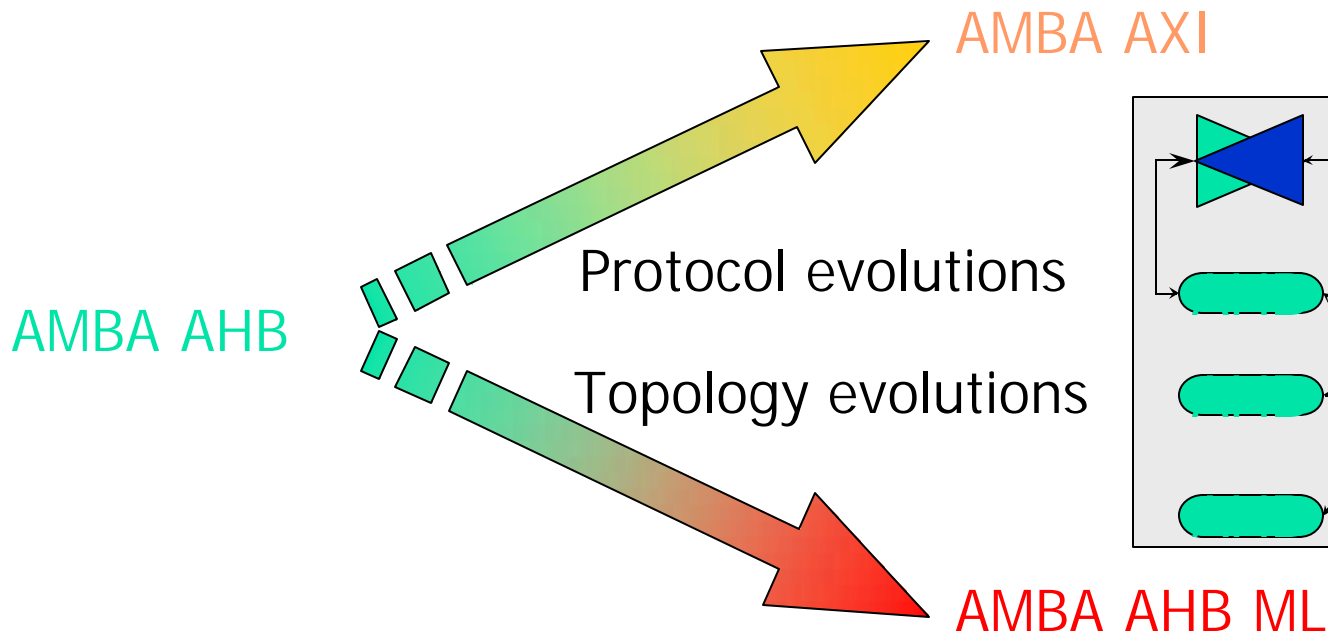 AMBA AXI
Protocol evolutions
AMBA AHB
Topology evolutions
AMBA AHB ML